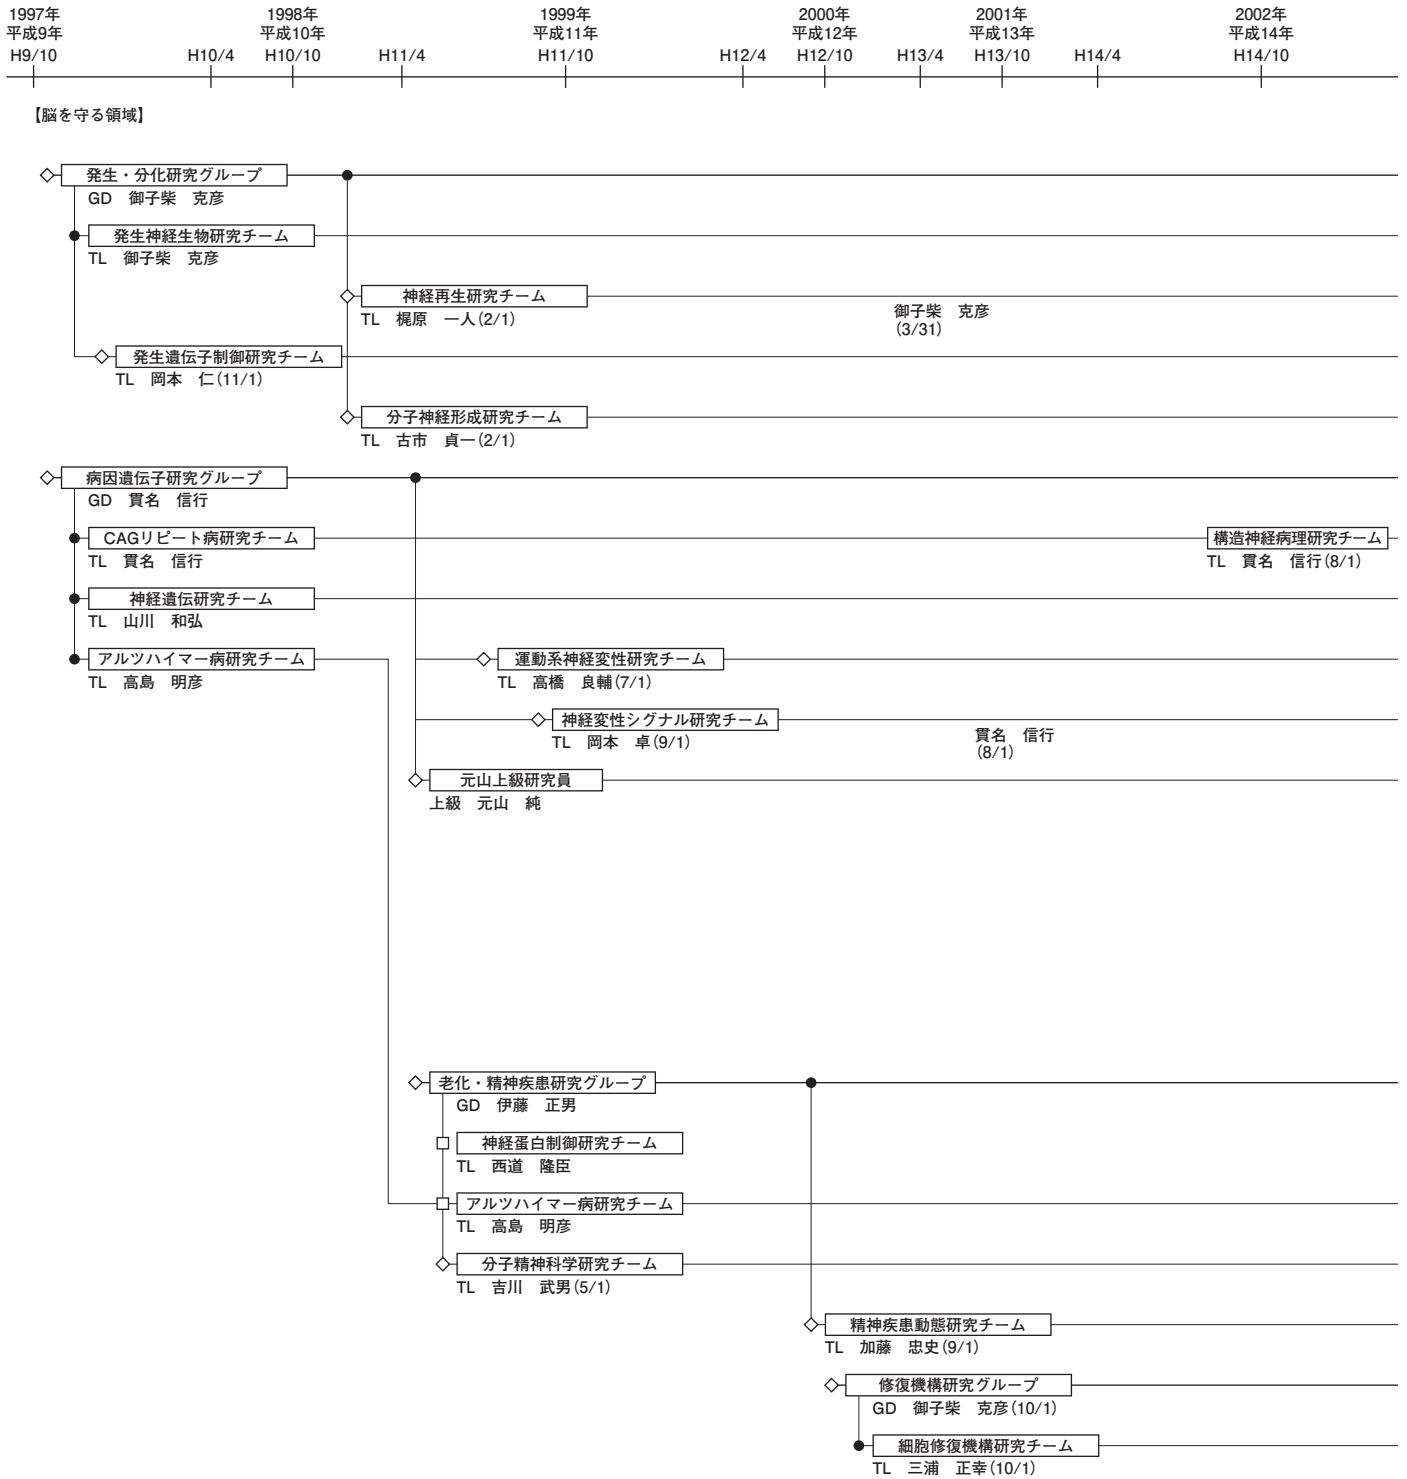 1997年 1998年 1999年 2000年 2001年 2002年
平成9年 平成10年 平成11年 平成12年 平成13年 平成14年
H9/10 H10/4 H10/10 H11/4 H11/10 H12/4 H12/10 H13/4 H13/10 H14/4 H14/10
【脳を守る領域】
発生・分化研究グループ
GD 御子柴 克彦
発生神経生物研究チーム
TL 御子柴 克彦
神経再生研究チーム
TL 梶原 一人(2/1)
御子柴 克彦
(3/31)
発生遺伝子制御研究チーム
TL 岡本 仁(11/1)
分子神経形成研究チーム
TL 古市 貞一(2/1)
病因遺伝子研究グループ
GD 貫名 信行
CAGリピート病研究チーム
TL 貫名 信行
構造神経病理研究チーム
TL 貫名 信行(8/1)
神経遺伝研究チーム
TL 山川 和弘
アルツハイマー病研究チーム
TL 高島 明彦
運動系神経変性研究チーム
TL 高橋 良輔(7/1)
神経変性シグナル研究チーム
TL 岡本 卓(9/1)
貫名 信行
(8/1)
元山上級研究員
上級 元山 純
老化・精神疾患研究グループ
GD 伊藤 正男
神経蛋白制御研究チーム
TL 西道 隆臣
アルツハイマー病研究チーム
TL 高島 明彦
分子精神科学研究チーム
TL 吉川 武男(5/1)
精神疾患動態研究チーム
TL 加藤 忠史(9/1)
修復機構研究グループ
GD 御子柴 克彦(10/1)
細胞修復機構研究チーム
TL 三浦 正幸(10/1)